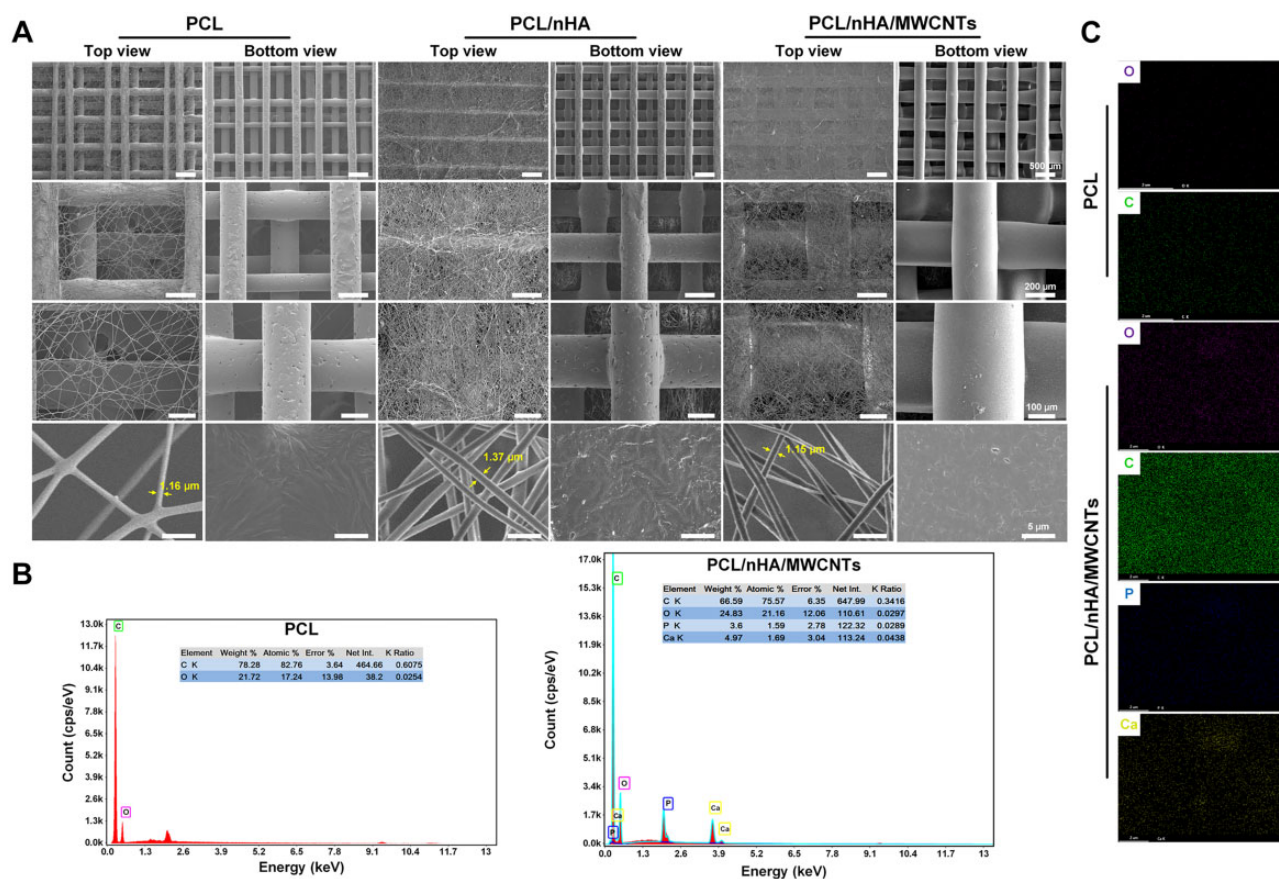 A
PCL
PCL/nHA
PCL/nHA/MWCNTs
Top view
Bottom view
Top view
Bottom view
Top view
Bottom view
500 µm
200 µm
100 µm
1.16 µm
1.37 µm
1.15 µm
5 µm
B
PCL
Element Weight % Atomic % Error % Net Int. K Ratio
C K 78.28 82.76 3.64 464.66 0.6075
O K 21.72 17.24 13.98 38.2 0.0254
C
O
13.0k
10.4k
9.1k
7.8k
6.5k
5.2k
3.9k
2.6k
1.3k
0.0k
Count (cps/eV)
0.0 1.3 2.6 3.9 5.2 6.5 7.8 9.1 10.4 11.7 13
Energy (keV)
PCL/nHA/MWCNTs
Element Weight % Atomic % Error % Net Int. K Ratio
C K 66.59 75.57 6.35 647.99 0.3416
O K 24.83 21.16 12.06 110.61 0.0297
P K 3.6 1.59 2.78 122.32 0.0289
Ca K 4.97 1.69 3.04 113.24 0.0438
C
O
Ca
P
P
Ca
Ca
17.0k
15.3k
13.6k
11.9k
10.2k
8.5k
6.8k
5.1k
3.4k
1.7k
0.0k
Count (cps/eV)
0.0 1.3 2.6 3.9 5.2 6.5 7.8 9.1 10.4 11.7 13
Energy (keV)
C
PCL
O
C
PCL/nHA/MWCNTs
O
C
P
Ca